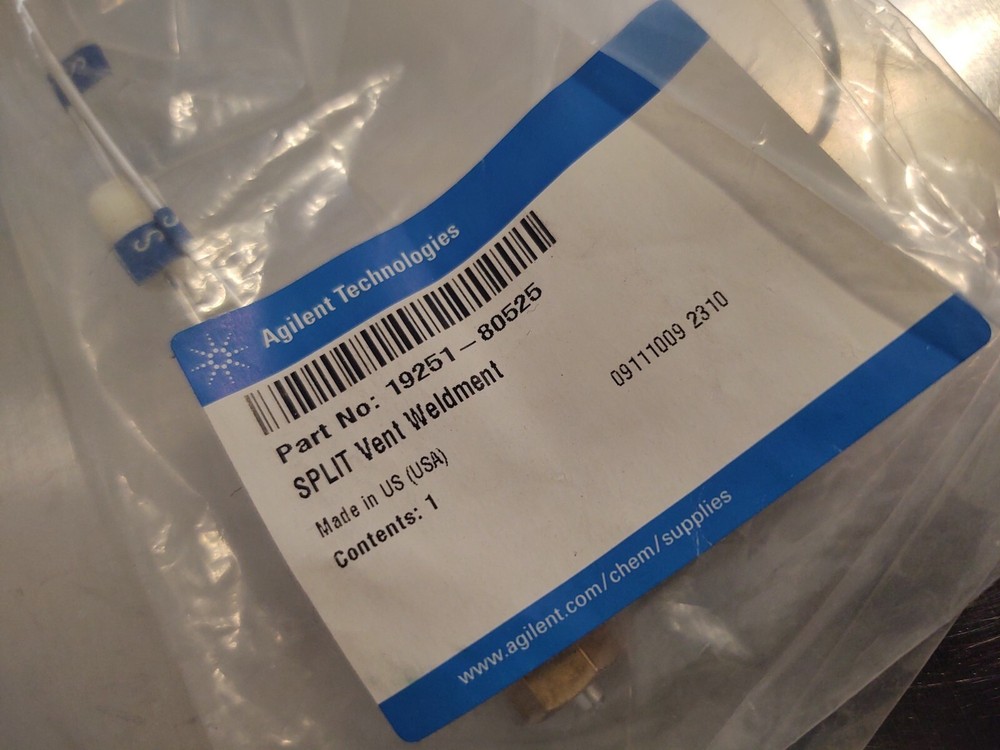 Agilent Technologies
Part No: 19251-80525
SPLIT Vent Weldment
Made in US (USA)
Contents: 1
09111009 2310
www.agilent.com/chem/supplies
S